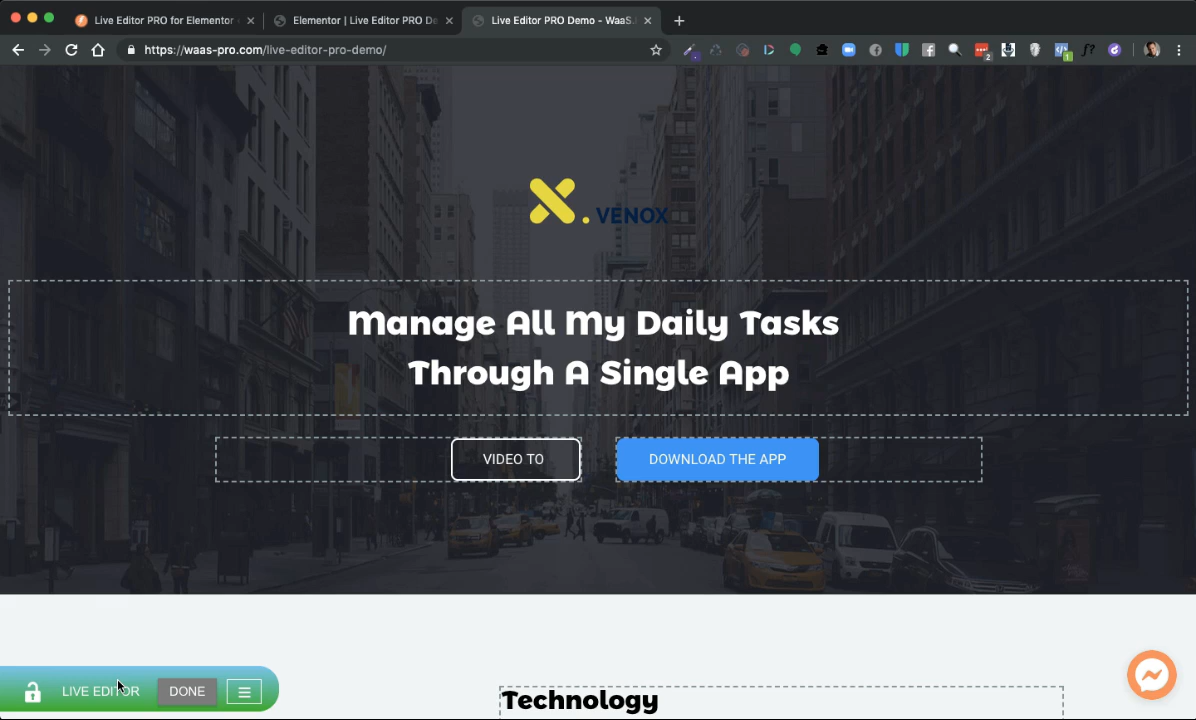 Live Editor PRO for Elementor
Elementor | Live Editor PRO De
Live Editor PRO Demo - WaaS.
https://waas-pro.com/live-editor-pro-demo/
2
1
f?
VENOX
Manage All My Daily Tasks
Through A Single App
VIDEO TO
DOWNLOAD THE APP
LIVE EDITOR
DONE
Technology